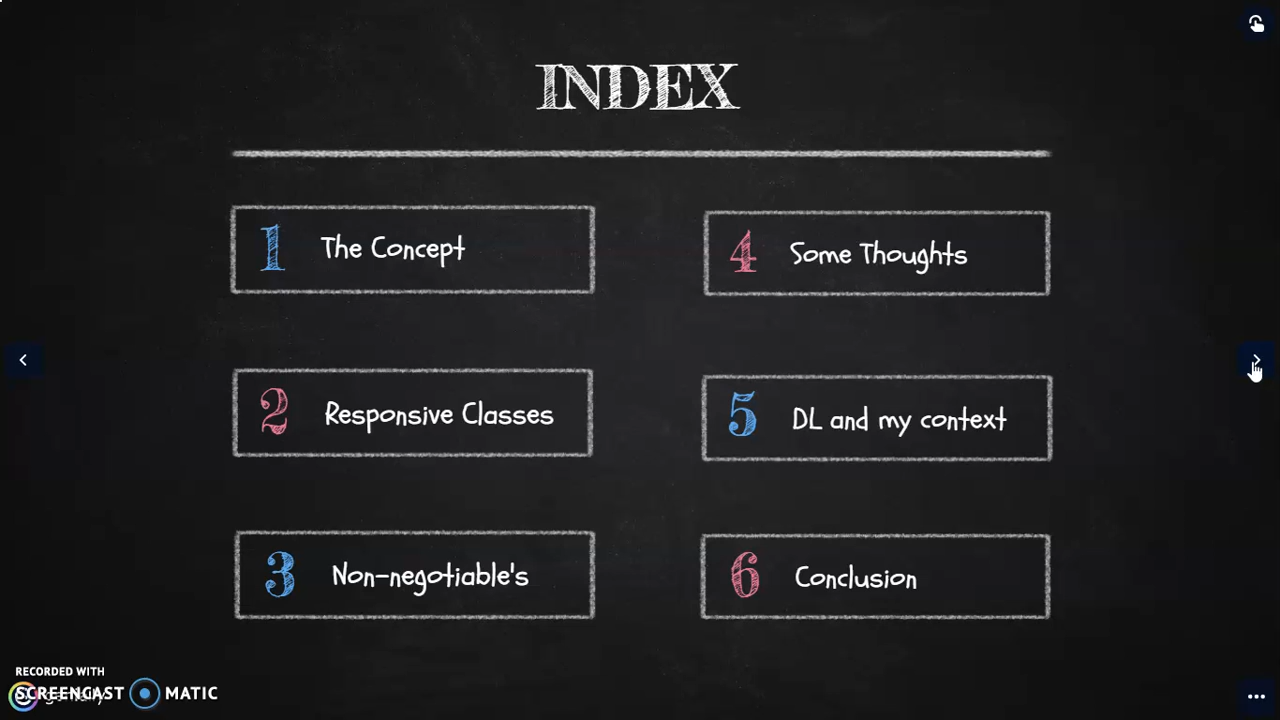 INDEX
1 The Concept
2 Responsive Classes
3 Non-negotiable's
4 Some Thoughts
5 DL and my context
6 Conclusion
RECORDED WITH
SCREENCAST MATIC